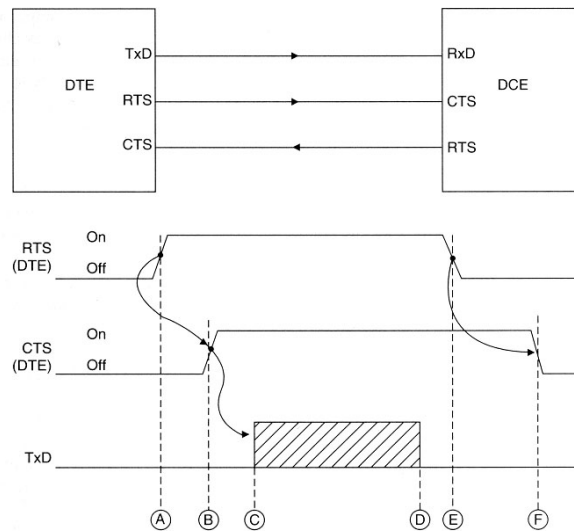 TxD
RxD
DTE
DCE
RTS
CTS
CTS
RTS
RTS
(DTE)
On
Off
CTS
(DTE)
On
Off
TxD
A B C D E F